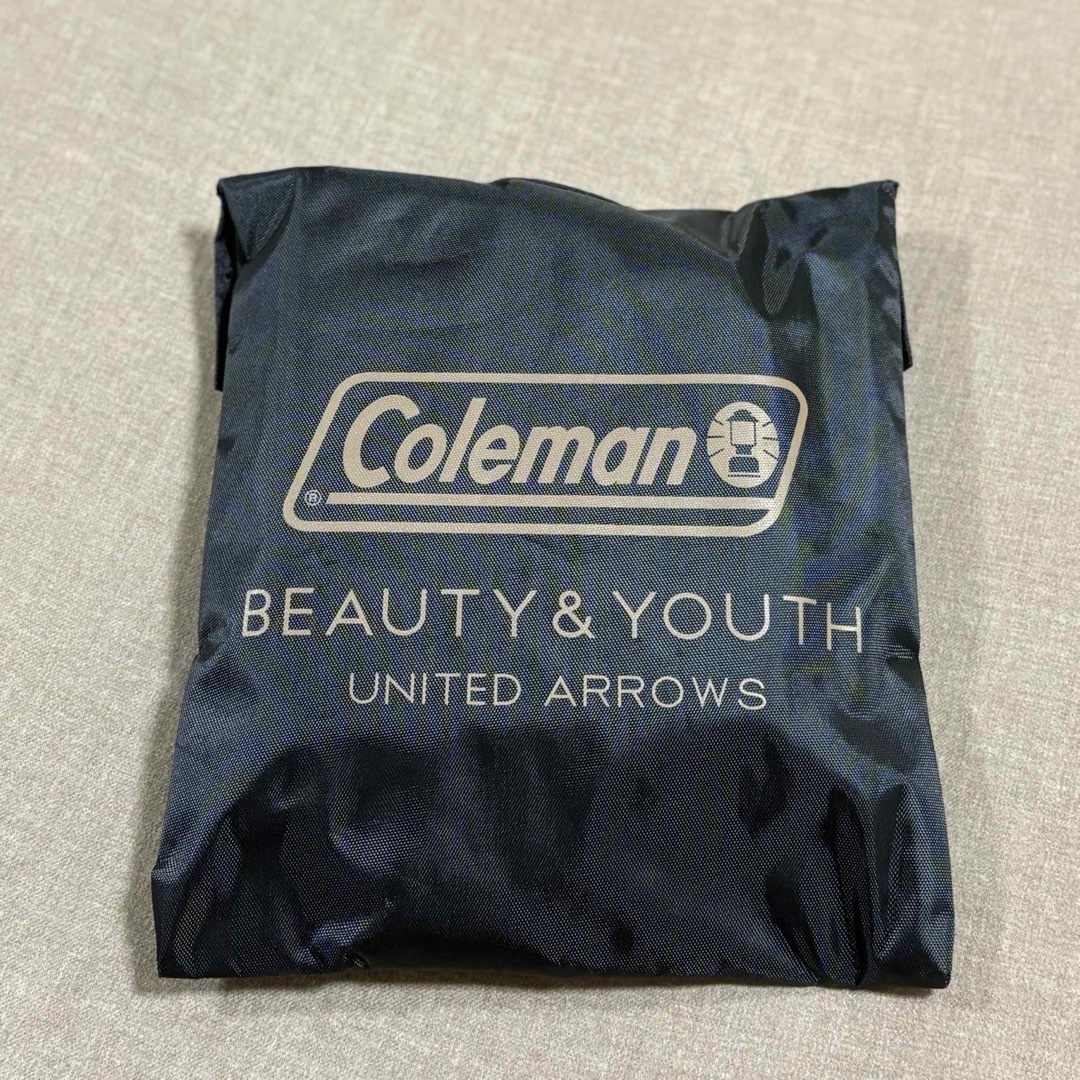 Coleman
®
BEAUTY & YOUTH
UNITED ARROWS